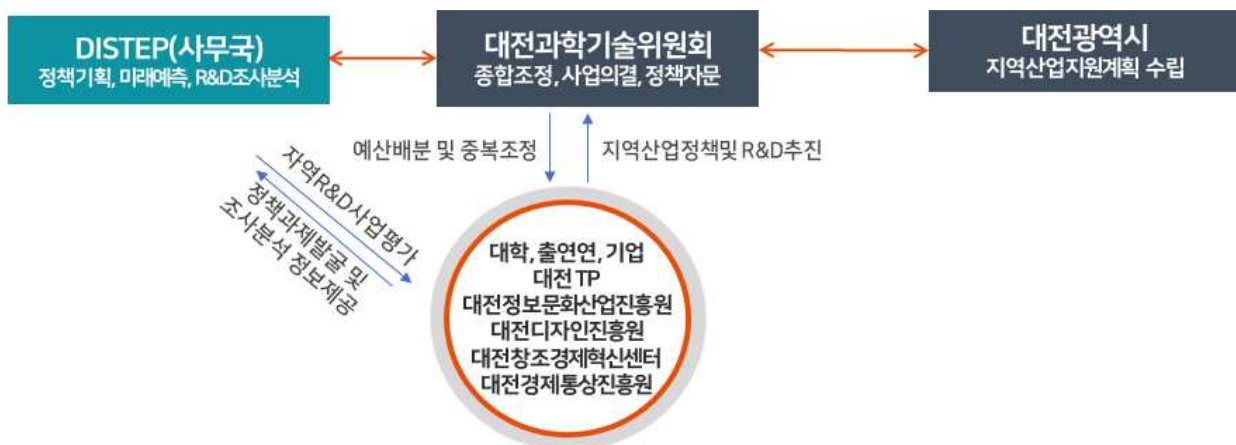 DISTEP(사무국)
정책기획, 미래예측, R&D조사분석
대전과학기술위원회
종합조정, 사업의결, 정책자문
대전광역시
지역산업지원계획 수립
예산배분 및 중복조정
지역산업정책및 R&D추진
자역R&D사업평가
정책과제발굴 및
조사분석 정보제공
대학, 출연연, 기업
대전 TP
대전정보문화산업진흥원
대전디자인진흥원
대전창조경제혁신센터
대전경제통상진흥원